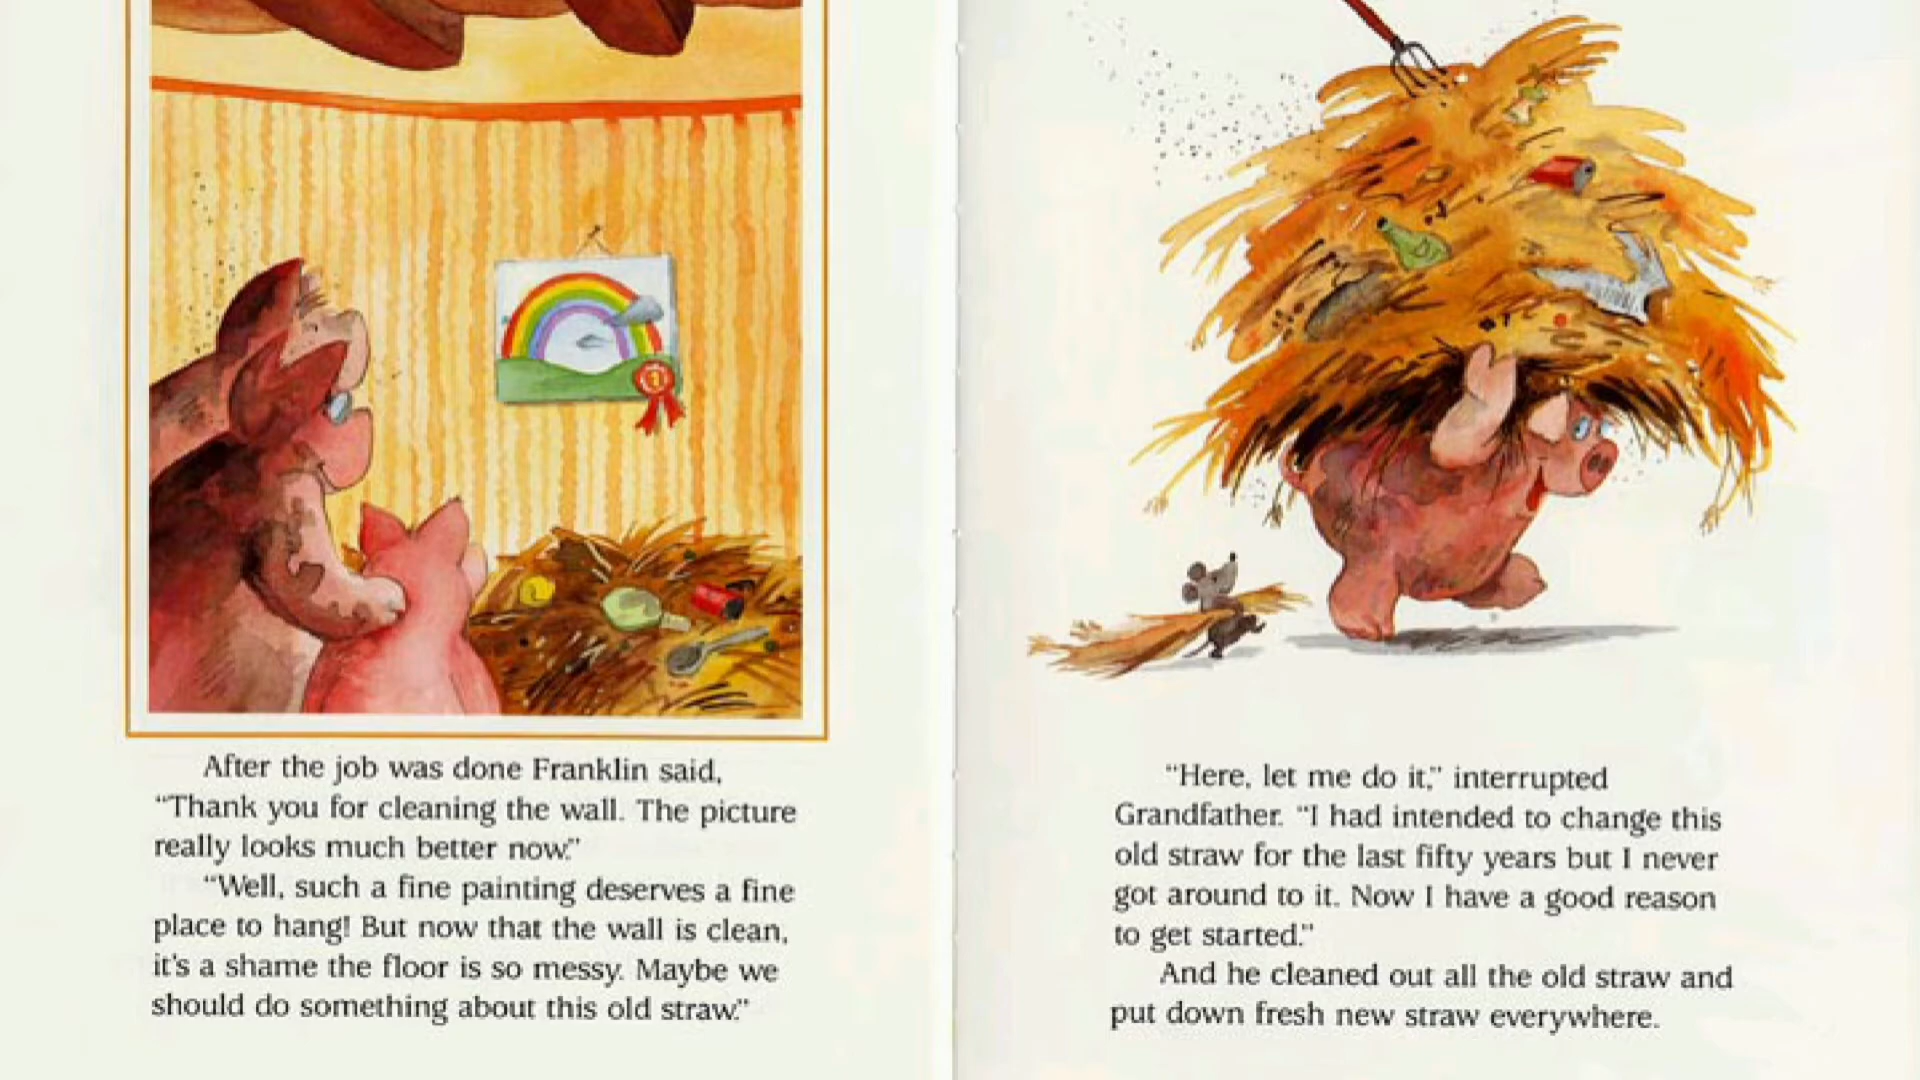 1
After the job was done Franklin said,
“Thank you for cleaning the wall. The picture
really looks much better now.”
“Well, such a fine painting deserves a fine
place to hang! But now that the wall is clean,
it's a shame the floor is so messy. Maybe we
should do something about this old straw.”
“Here, let me do it,” interrupted
Grandfather. “I had intended to change this
old straw for the last fifty years but I never
got around to it. Now I have a good reason
to get started.”
And he cleaned out all the old straw and
put down fresh new straw everywhere.